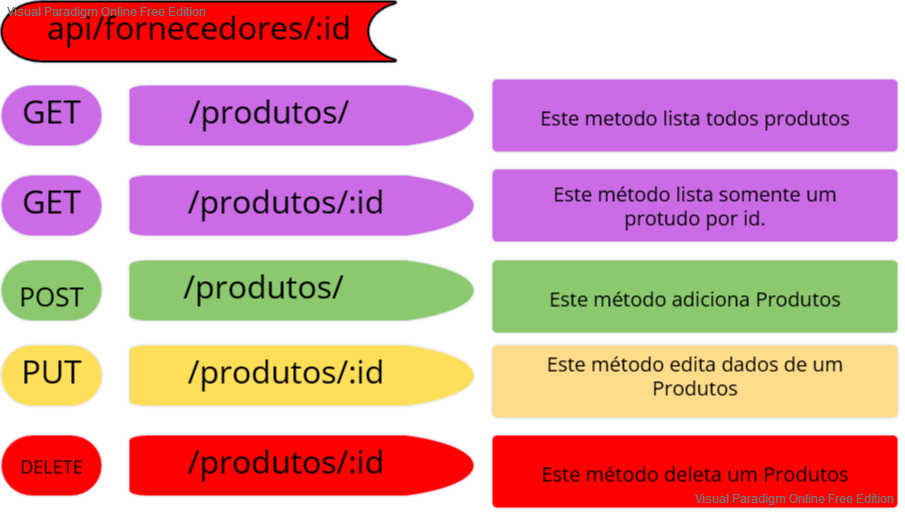 Visual Paradigm Online Free Edition
api/fornecedores/:id
GET
/produtos/
Este metodo lista todos produtos
GET
/produtos/:id
Este método lista somente um
protudo por id.
POST
/produtos/
Este método adiciona Produtos
PUT
/produtos/:id
Este método edita dados de um
Produtos
DELETE
/produtos/:id
Este método deleta um Produtos
Visual Paradigm Online Free Edition